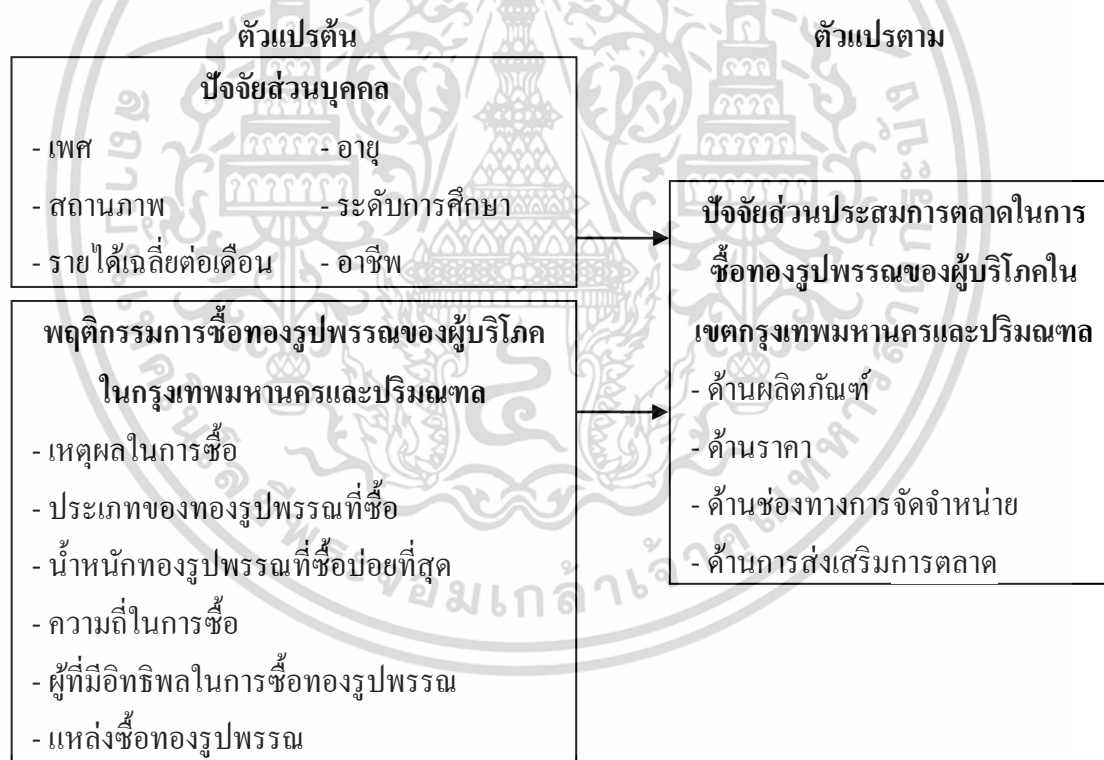 ตัวแปรต้น
ปัจจัยส่วนบุคคล
- เพศ - อายุ
- สถานภาพ - ระดับการศึกษา
- รายได้เฉลี่ยต่อเดือน - อาชีพ
พฤติกรรมการซื้อทองรูปพรรณของผู้บริโภค
ในกรุงเทพมหานครและปริมณฑล
- เหตุผลในการซื้อ
- ประเภทของทองรูปพรรณที่ซื้อ
- น้ำหนักทองรูปพรรณที่ซื้อบ่อยที่สุด
- ความถี่ในการซื้อ
- ผู้ที่มีอิทธิพลในการซื้อทองรูปพรรณ
- แหล่งซื้อทองรูปพรรณ
ตัวแปรตาม
ปัจจัยส่วนประสมการตลาดในการ
ซื้อทองรูปพรรณของผู้บริโภคใน
เขตกรุงเทพมหานครและปริมณฑล
- ด้านผลิตภัณฑ์
- ด้านราคา
- ด้านช่องทางการจัดจำหน่าย
- ด้านการส่งเสริมการตลาด